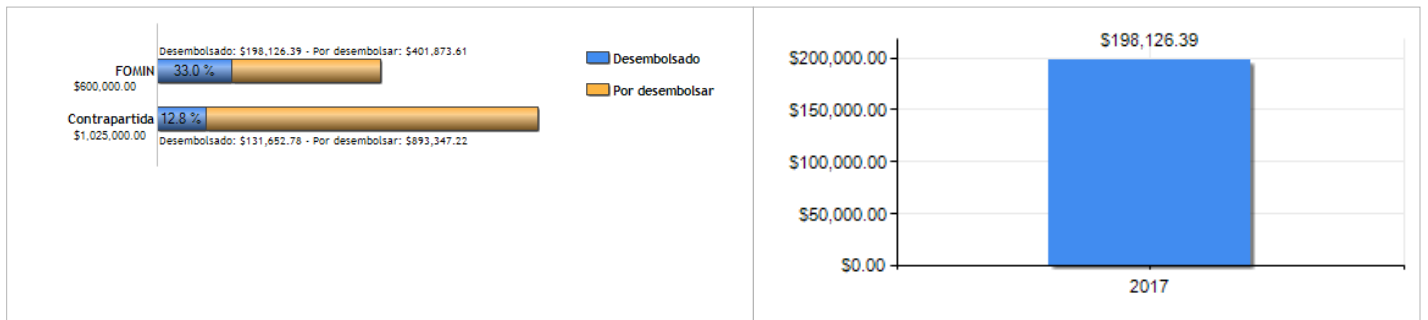 Desembolsado: $198,126.39 - Por desembolsar: $401,873.61
FOMIN
$600,000.00
33.0 %
Contrapartida
$1,025,000.00
12.8 %
Desembolsado: $131,652.78 - Por desembolsar: $893,347.22
Desembolsado
Por desembolsar
$198,126.39
$200,000.00
$150,000.00
$100,000.00
$50,000.00
$0.00
2017